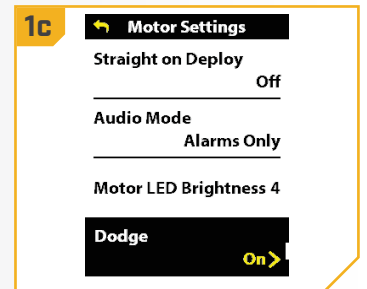 1c
Motor Settings
Straight on Deploy
Off
Audio Mode
Alarms Only
Motor LED Brightness 4
Dodge
On